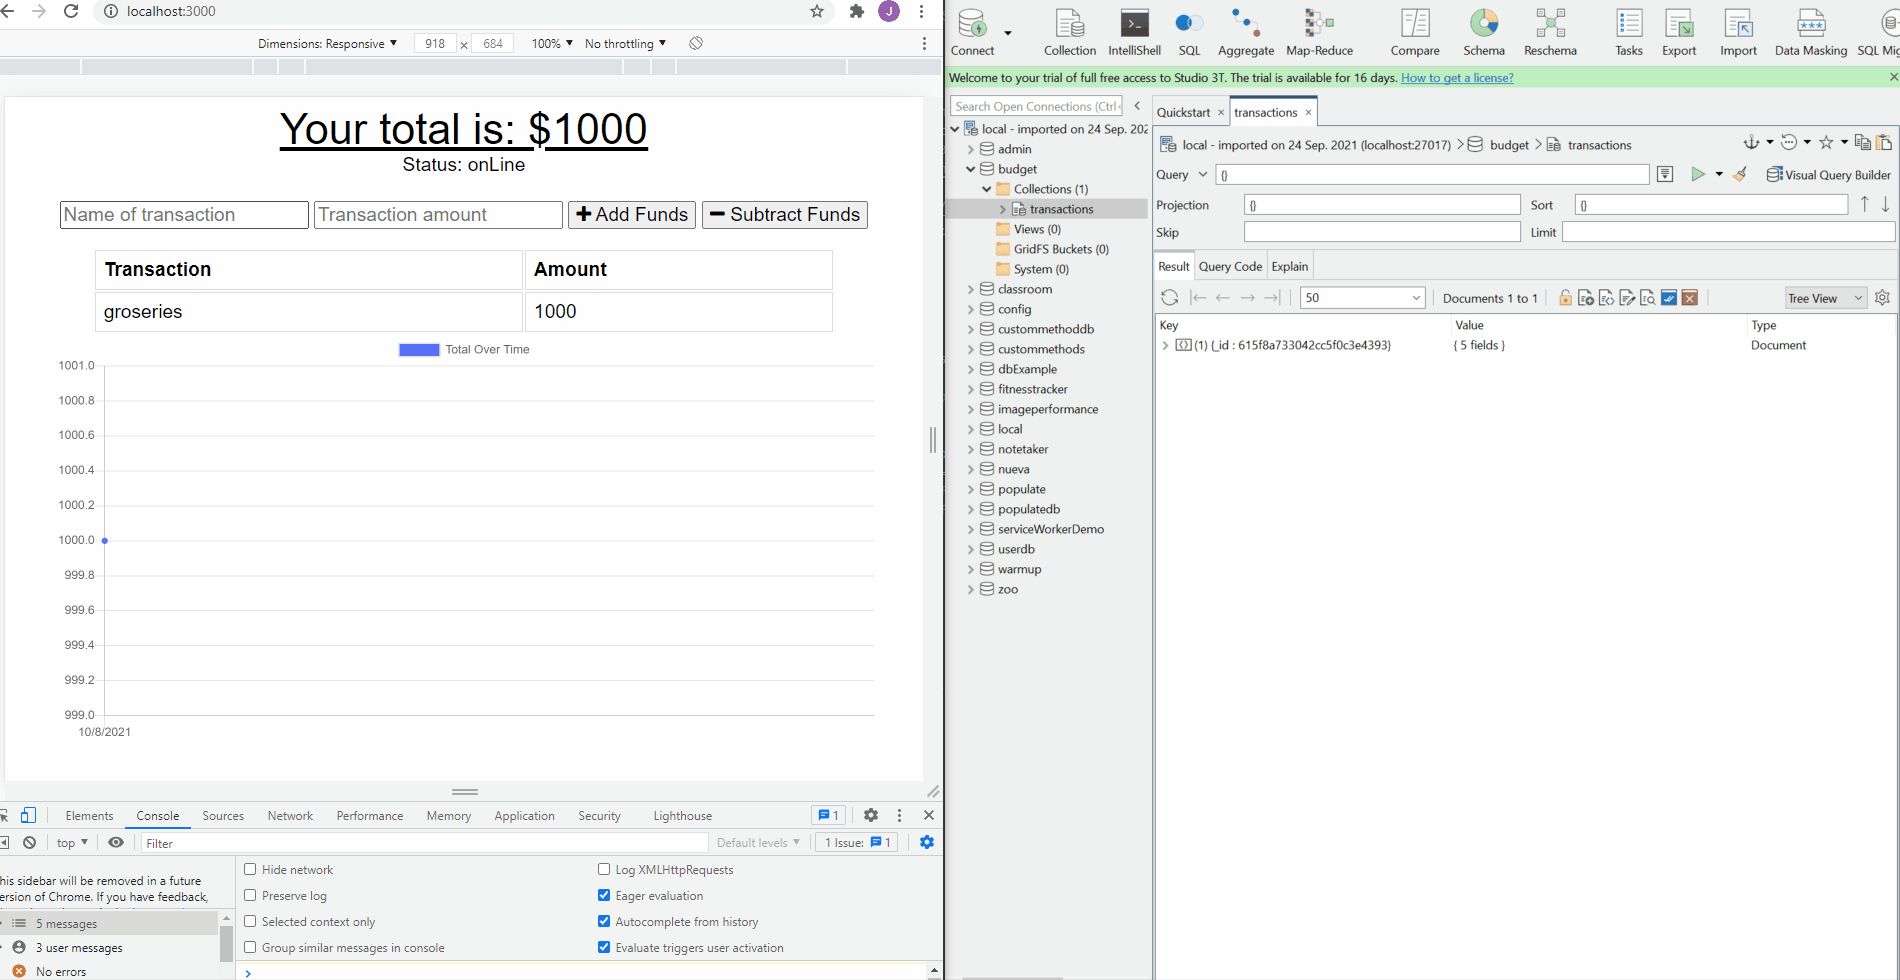 localhost:3000
J
Dimensions: Responsive 918 x 684 100% No throttling
Your total is: $1000
Status: onLine
Name of transaction Transaction amount Add Funds Subtract Funds
Transaction Amount
groseries 1000
Total Over Time
1001.0
1000.8
1000.6
1000.4
1000.2
1000.0
999.8
999.6
999.4
999.2
999.0
10/8/2021
Elements Console Sources Network Performance Memory Application Security Lighthouse 1
top Filter Default levels 1 Issue: 1
his sidebar will be removed in a future
ersion of Chrome. If you have feedback,
5 messages
3 user messages
No errors
Hide network Log XMLHttpRequests
Preserve log Eager evaluation
Selected context only Autocomplete from history
Group similar messages in console Evaluate triggers user activation
Connect Collection IntelliShell SQL Aggregate Map-Reduce Compare Schema Reschema Tasks Export Import Data Masking SQL Mig
Welcome to your trial of full free access to Studio 3T. The trial is available for 16 days. How to get a license?
Search Open Connections (Ctrl+
local - imported on 24 Sep. 202
admin
budget
Collections (1)
transactions
Views (0)
GridFS Buckets (0)
System (0)
classroom
config
custommethoddb
custommethods
dbExample
fitnesstracker
imageperformance
local
notetaker
nueva
populate
populatedb
serviceWorkerDemo
userdb
warmup
zoo
Quickstart transactions
local - imported on 24 Sep. 2021 (localhost:27017) budget transactions
Query {} Visual Query Builder
Projection {} Sort {}
Skip Limit
Result Query Code Explain
50 Documents 1 to 1 Tree View
Key Value Type
(1) {_id : 615f8a733042cc5f0c3e4393} { 5 fields } Document